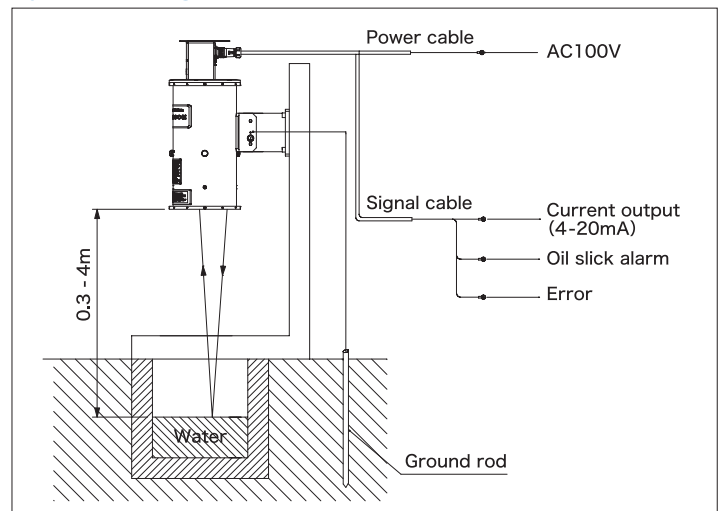 Power cable
AC100V
Signal cable
Current output
(4-20mA)
Oil slick alarm
Error
0.3 - 4m
Water
Ground rod